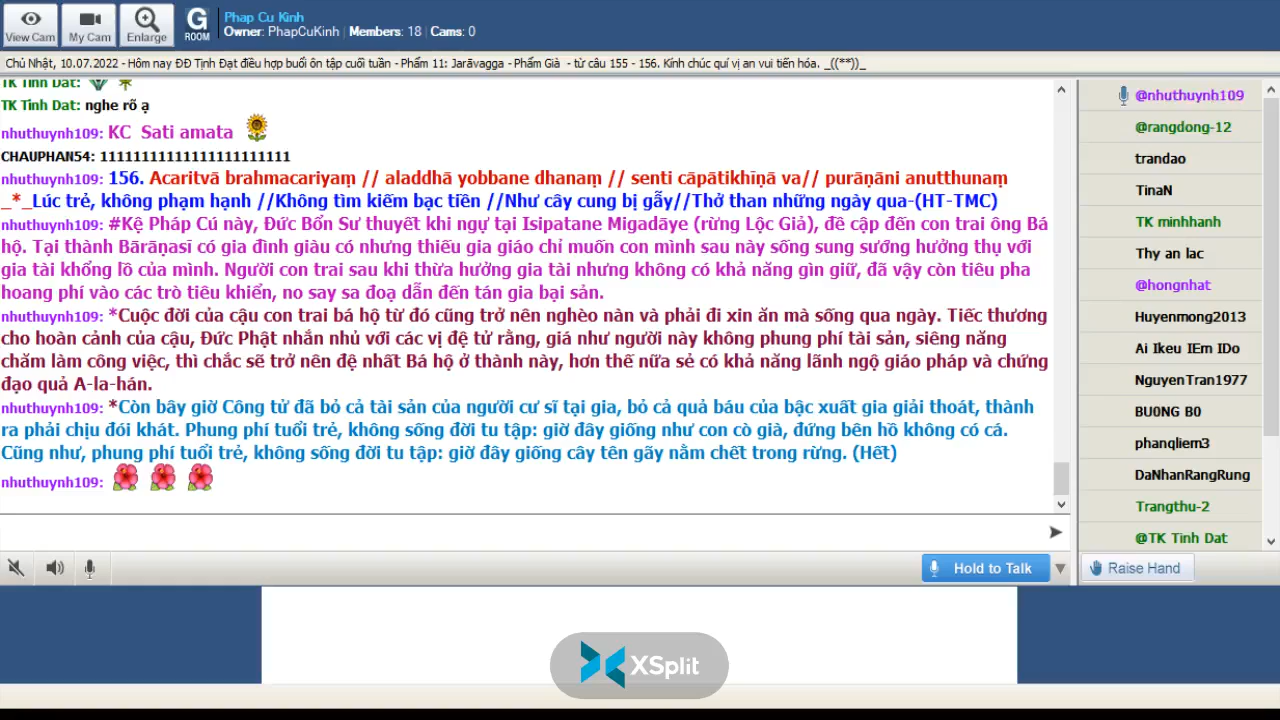 View Cam
My Cam
Enlarge
G
ROOM
Phap Cu Kinh
Owner: PhapCuKinh | Members: 18 | Cams: 0
Chủ Nhật, 10.07.2022 - Hôm nay ĐĐ Tịnh Đạt điều hợp buổi ôn tập cuối tuần - Phẩm 11: Jarāvagga - Phẩm Già - từ câu 155 - 156. Kính chúc quí vị an vui tiến hóa. _((**))_
TK Tinh Dat:
TK Tinh Dat: nghe rõ ạ
nhuthuynh109: KC Sati amata
CHAUPHAN54: 11111111111111111111111
nhuthuynh109: 156. Acaritvā brahmacariyaṃ // aladdhā yobbane dhanaṃ // senti cāpātikhīṇā va// purāṇāni anutthunaṃ
_*_Lúc trẻ, không phạm hạnh //Không tìm kiếm bạc tiền //Như cây cung bị gẫy//Thở than những ngày qua-(HT-TMC)
nhuthuynh109: #Kệ Pháp Cú này, Đức Bổn Sư thuyết khi ngự tại Isipatane Migadāye (rừng Lộc Giả), đề cập đến con trai ông Bá
hộ. Tại thành Bārāṇasī có gia đình giàu có nhưng thiếu gia giáo chỉ muốn con mình sau này sống sung sướng hưởng thụ với
gia tài khổng lồ của mình. Người con trai sau khi thừa hưởng gia tài nhưng không có khả năng gìn giữ, đã vậy còn tiêu pha
hoang phí vào các trò tiêu khiển, no say sa đoạ dẫn đến tán gia bại sản.
nhuthuynh109: *Cuộc đời của cậu con trai bá hộ từ đó cũng trở nên nghèo nàn và phải đi xin ăn mà sống qua ngày. Tiếc thương
cho hoàn cảnh của cậu, Đức Phật nhắn nhủ với các vị đệ tử rằng, giá như người này không phung phí tài sản, siêng năng
chăm làm công việc, thì chắc sẽ trở nên đệ nhất Bá hộ ở thành này, hơn thế nữa sẻ có khả năng lãnh ngộ giáo pháp và chứng
đạo quả A-la-hán.
nhuthuynh109: *Còn bây giờ Công tử đã bỏ cả tài sản của người cư sĩ tại gia, bỏ cả quả báu của bậc xuất gia giải thoát, thành
ra phải chịu đói khát. Phung phí tuổi trẻ, không sống đời tu tập: giờ đây giống như con cò già, đứng bên hồ không có cá.
Cũng như, phung phí tuổi trẻ, không sống đời tu tập: giờ đây giống cây tên gãy nằm chết trong rừng. (Hết)
nhuthuynh109:
Hold to Talk
@nhuthuynh109
@rangdong-12
trandao
TinaN
TK minhhanh
Thy an lac
@hongnhat
Huyenmong2013
Ai Ikeu IEm IDo
NguyenTran1977
BU0NG B0
phanqliem3
DaNhanRangRung
Trangthu-2
@TK Tinh Dat
Raise Hand
XSplit